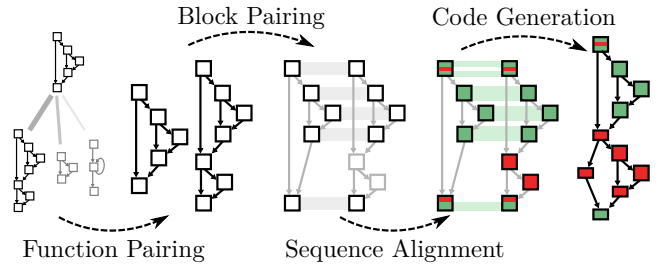 Block Pairing
Code Generation
Function Pairing
Sequence Alignment